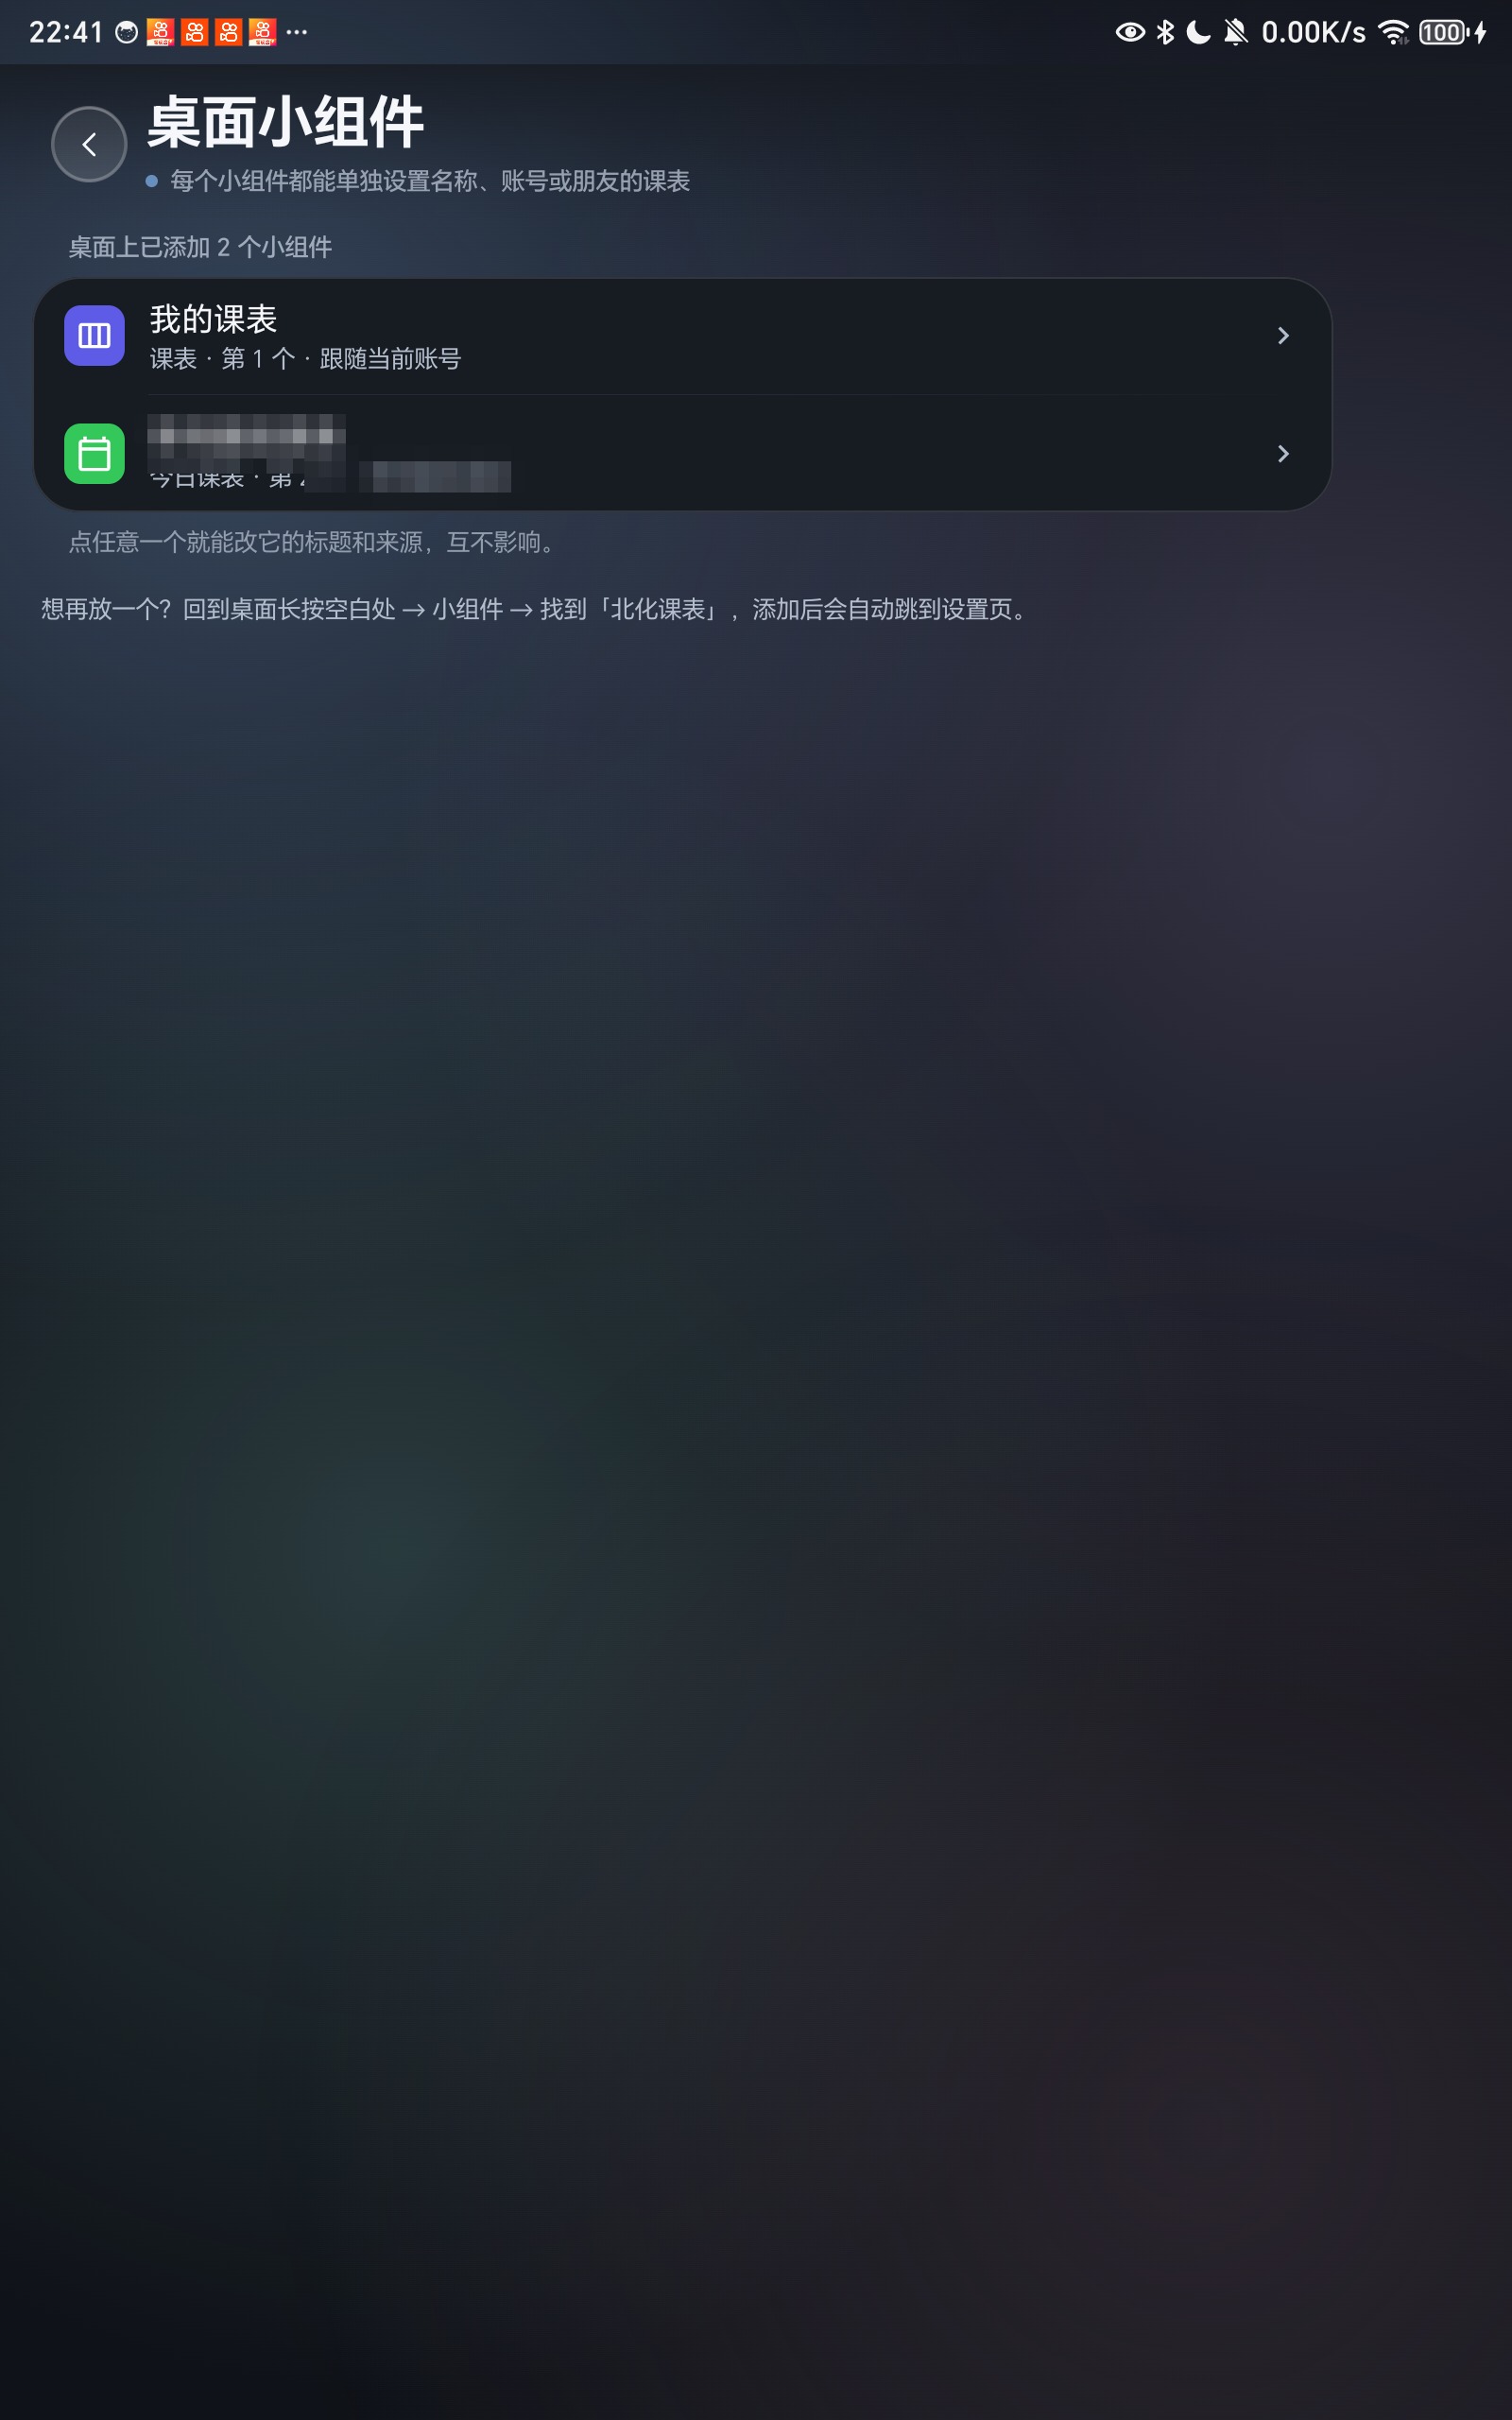 22:41 0.00K/s 100
桌面小组件
每个小组件都能单独设置名称、账号或朋友的课表
桌面上已添加 2 个小组件
我的课表
课表 · 第 1 个 · 跟随当前账号
今日课表 · 第
点任意一个就能改它的标题和来源，互不影响。
想再放一个？回到桌面长按空白处 → 小组件 → 找到「北化课表」，添加后会自动跳到设置页。